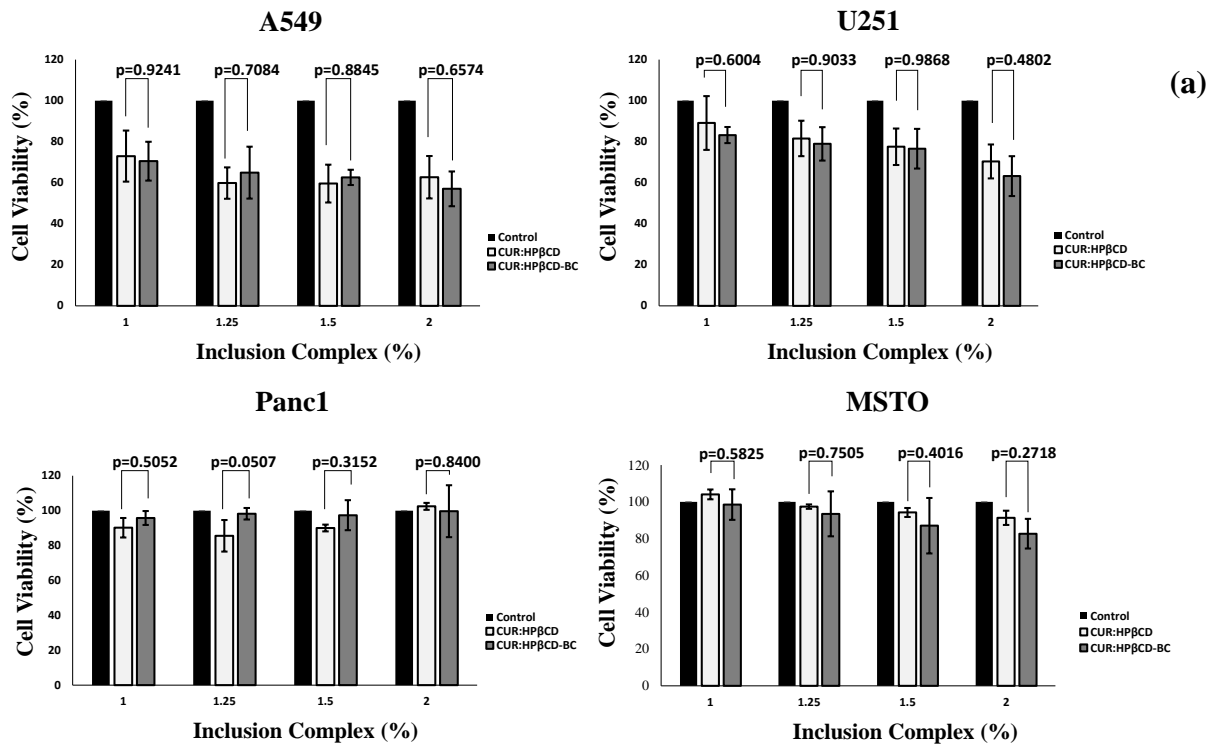 A549
p=0.9241 p=0.7084 p=0.8845 p=0.6574
120
100
80
60
40
20
0
Cell Viability (%)
Control
CUR:HPβCD
CUR:HPβCD-BC
1 1.25 1.5 2
Inclusion Complex (%)
U251
(a)
p=0.6004 p=0.9033 p=0.9868 p=0.4802
120
100
80
60
40
20
0
Cell Viability (%)
Control
CUR:HPβCD
CUR:HPβCD-BC
1 1.25 1.5 2
Inclusion Complex (%)
Panc1
p=0.5052 p=0.0507 p=0.3152 p=0.8400
120
100
80
60
40
20
0
Cell Viability (%)
Control
CUR:HPβCD
CUR:HPβCD-BC
1 1.25 1.5 2
Inclusion Complex (%)
MSTO
p=0.5825 p=0.7505 p=0.4016 p=0.2718
120
100
80
60
40
20
0
Cell Viability (%)
Control
CUR:HPβCD
CUR:HPβCD-BC
1 1.25 1.5 2
Inclusion Complex (%)